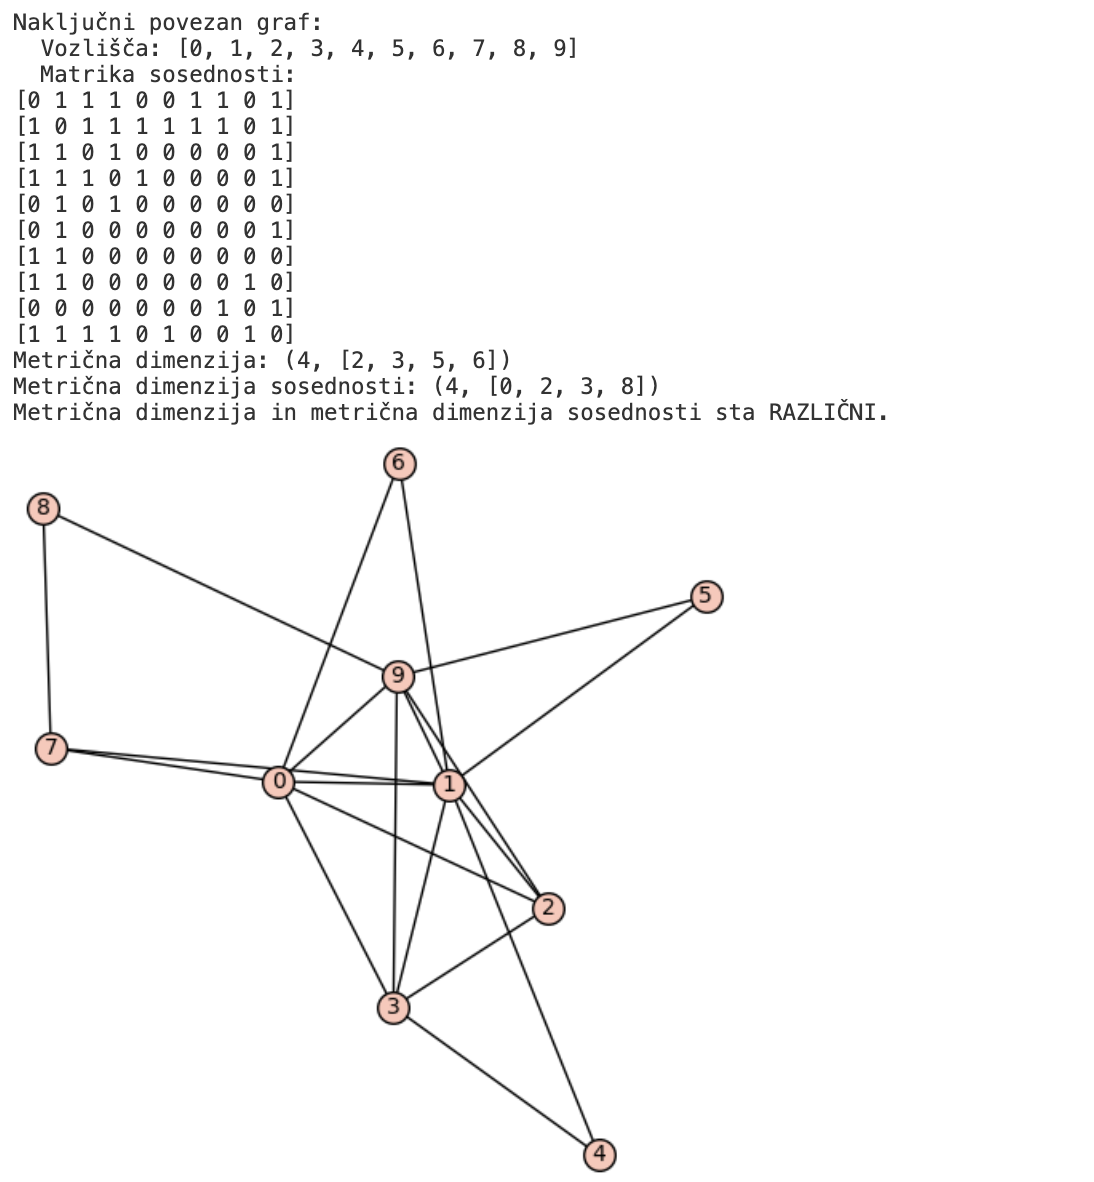 Naključni povezan graf:
Vozlišča: [0, 1, 2, 3, 4, 5, 6, 7, 8, 9]
Matrika sosednosti:
[0 1 1 1 0 0 1 1 0 1]
[1 0 1 1 1 1 1 1 0 1]
[1 1 0 1 0 0 0 0 0 1]
[1 1 1 0 1 0 0 0 0 1]
[0 1 0 1 0 0 0 0 0 0]
[0 1 0 0 0 0 0 0 0 1]
[1 1 0 0 0 0 0 0 0 0]
[1 1 0 0 0 0 0 0 1 0]
[0 0 0 0 0 0 0 1 0 1]
[1 1 1 1 0 1 0 0 1 0]
Metrična dimenzija: (4, [2, 3, 5, 6])
Metrična dimenzija sosednosti: (4, [0, 2, 3, 8])
Metrična dimenzija in metrična dimenzija sosednosti sta RAZLIČNI.
6
8
5
9
7
0
1
2
3
4